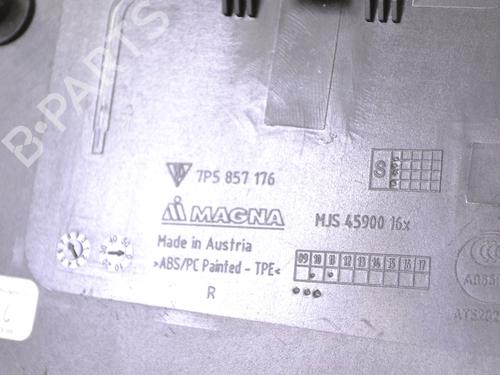 B-PARTS
7P5 857 176
S
MAGNA
MJS 45900 16x
Made in Austria
>ABS/PC Painted - TPE<
09 10 11 12 13 14 15 16 17
R